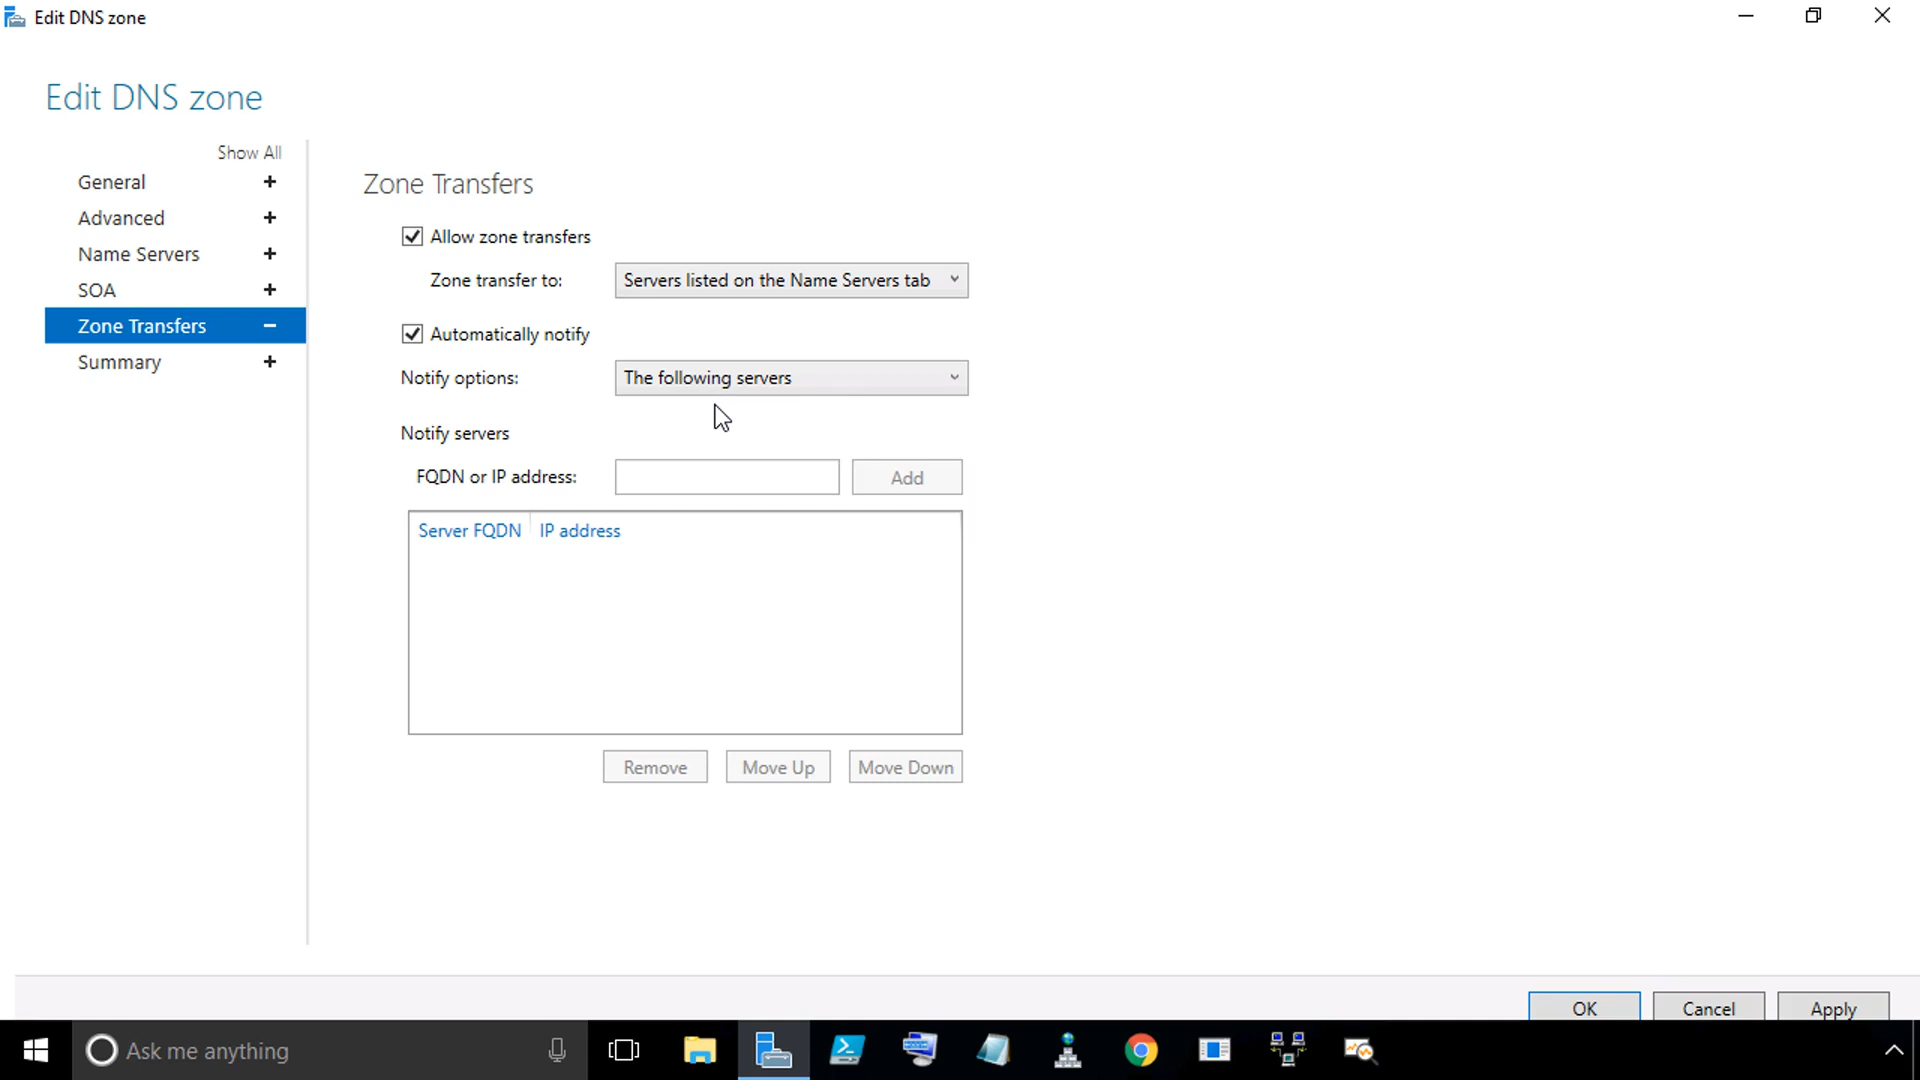 Edit DNS zone
Edit DNS zone
Show All
General +
Advanced +
Name Servers +
SOA +
Zone Transfers −
Summary +
Zone Transfers
Allow zone transfers
Zone transfer to: Servers listed on the Name Servers tab
Automatically notify
Notify options: The following servers
Notify servers
FQDN or IP address: Add
Server FQDN IP address
Remove Move Up Move Down
OK Cancel Apply
Ask me anything